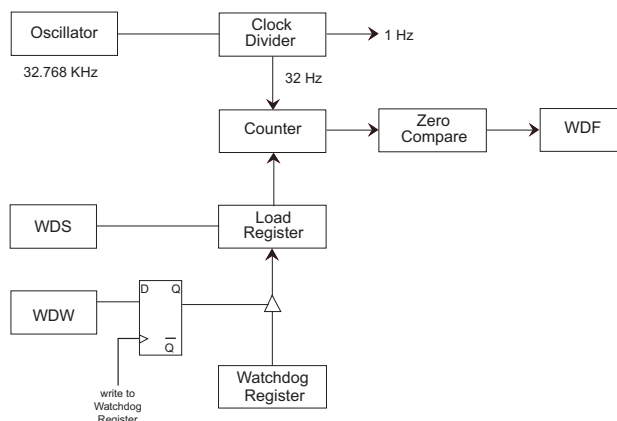 Oscillator
Clock
Divider
1 Hz
32.768 KHz
32 Hz
Counter
Zero
Compare
WDF
WDS
Load
Register
D Q
WDW
Q
Watchdog
Register
write to
Watchdog
Register